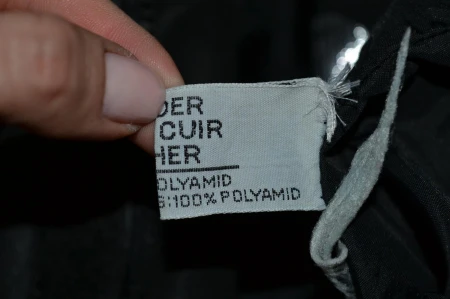 DER
CUIR
HER
OLYAMID
S:100% POLYAMID